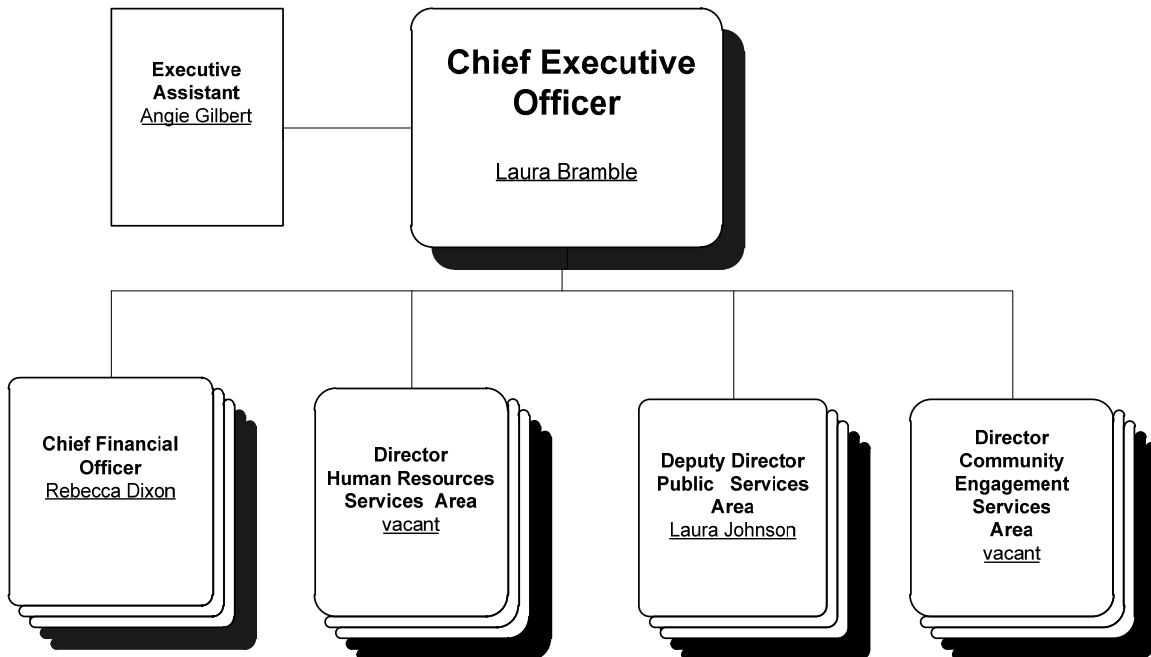 Executive
Assistant
Angie Gilbert
Chief Executive
Officer
Laura Bramble
Chief Financial
Officer
Rebecca Dixon
Director
Human Resources
Services Area
vacant
Deputy Director
Public Services
Area
Laura Johnson
Director
Community
Engagement
Services
Area
vacant